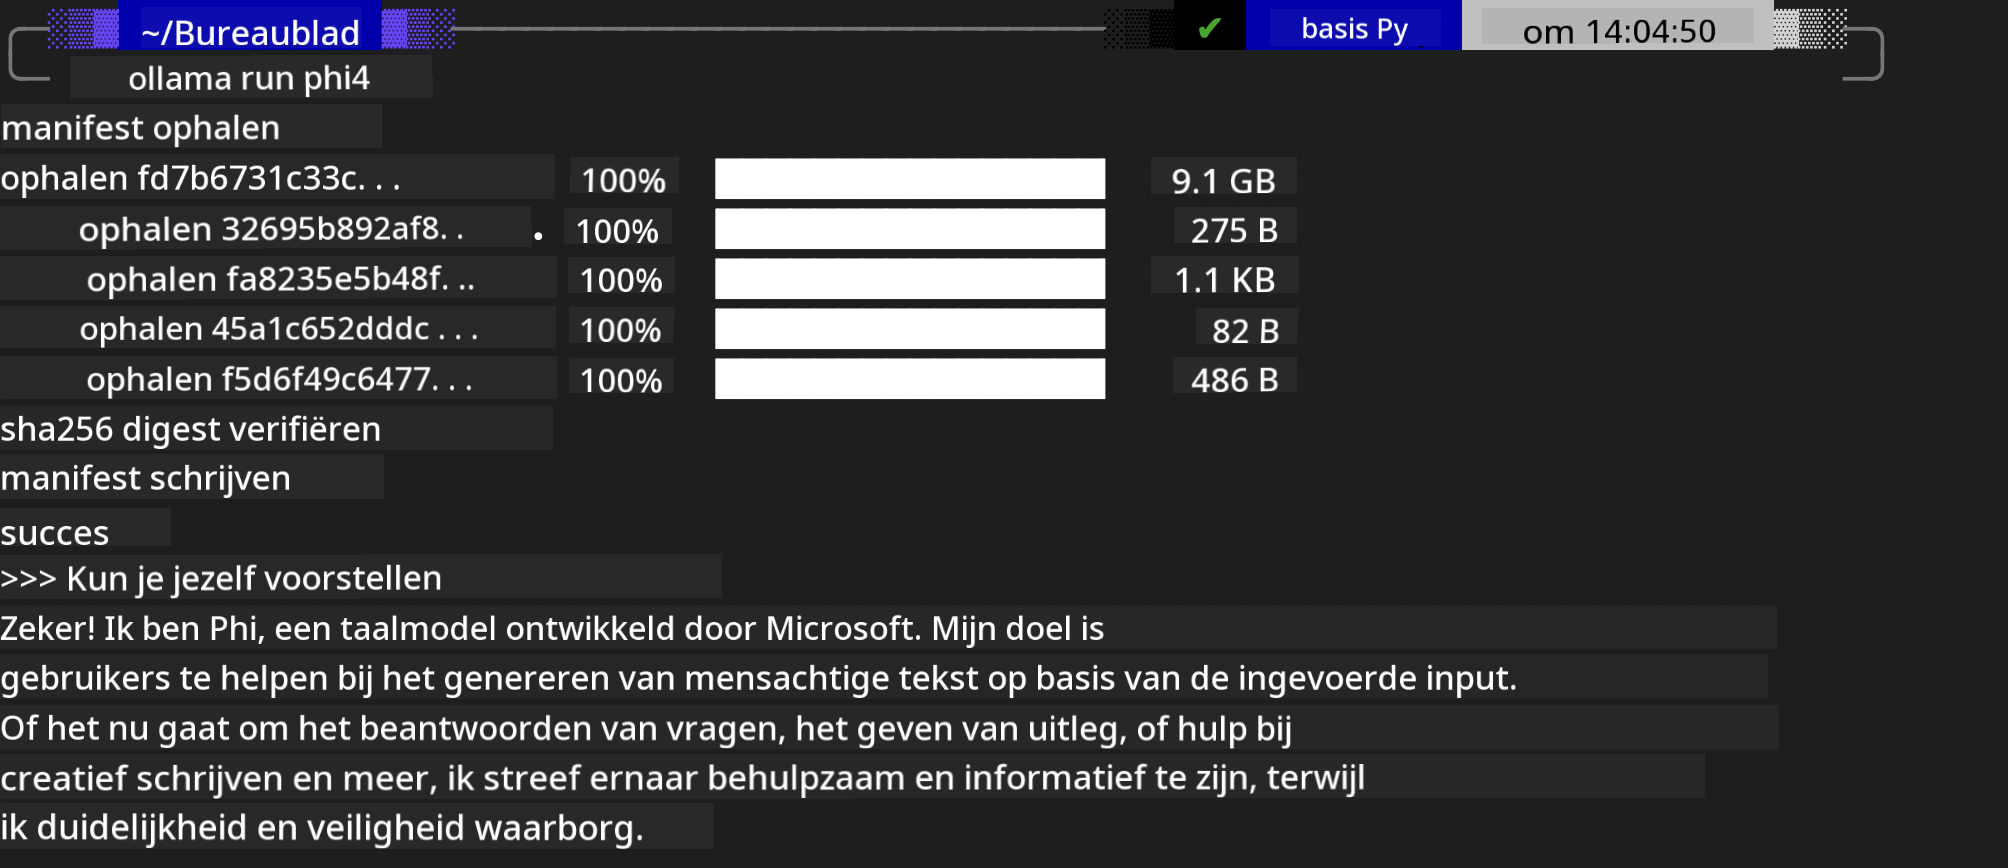 ~/Bureaublad ✔ basis Py om 14:04:50
ollama run phi4
manifest ophalen
ophalen fd7b6731c33c. . . 100% 9.1 GB
ophalen 32695b892af8. . . 100% 275 B
ophalen fa8235e5b48f. .. 100% 1.1 KB
ophalen 45a1c652dddc . . . 100% 82 B
ophalen f5d6f49c6477. . . 100% 486 B
sha256 digest verifiëren
manifest schrijven
succes
>>> Kun je jezelf voorstellen
Zeker! Ik ben Phi, een taalmodel ontwikkeld door Microsoft. Mijn doel is
gebruikers te helpen bij het genereren van mensachtige tekst op basis van de ingevoerde input.
Of het nu gaat om het beantwoorden van vragen, het geven van uitleg, of hulp bij
creatief schrijven en meer, ik streef ernaar behulpzaam en informatief te zijn, terwijl
ik duidelijkheid en veiligheid waarborg.